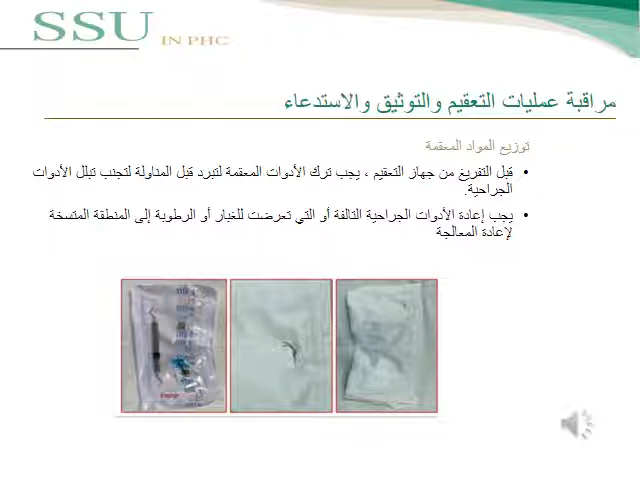 SSU IN PHC
مراقبة عمليات التعقيم والتوثيق والاستدعاء
توزيع المواد المعقمة
• قبل التفريغ من جهاز التعقيم ، يجب ترك الأدوات المعقمة لتبرد قبل المناولة لتجنب تبلل الأدوات
الجراحية.
• يجب إعادة الأدوات الجراحية التالفة أو التي تعرضت للغبار أو الرطوبة إلى المنطقة المتسخة
لإعادة المعالجة